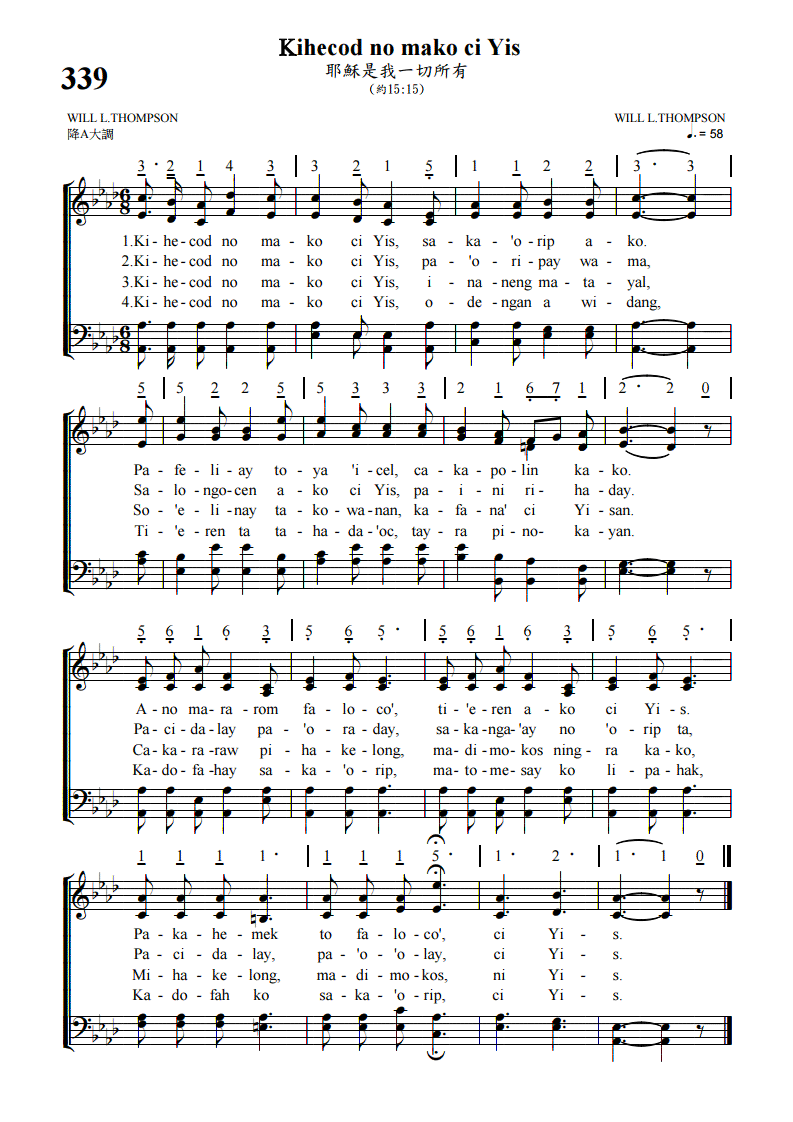 Kihecod no mako ci Yis
339
耶穌是我一切所有
(約15:15)
WILL L.THOMPSON WILL L.THOMPSON
降A大調 = 58
3 · 2 1 4 3 3 2 1 5 1 1 2 2 3 · 3
1.Ki-he-cod no ma-ko ci Yis, sa-ka-'o-rip a-ko.
2.Ki-he-cod no ma-ko ci Yis, pa-'o-ri-pay wa-ma,
3.Ki-he-cod no ma-ko ci Yis, i-na-neng ma-ta-yal,
4.Ki-he-cod no ma-ko ci Yis, o-de-ngan a wi-dang,
5 5 2 2 5 5 3 3 3 2 1 6 7 1 2 · 2 0
Pa-fe-li-ay to-ya 'i-cel, ca-ka-po-lin ka-ko.
Sa-lo-ngo-cen a-ko ci Yis, pa-i-ni ri-ha-day.
So-'e-li-nay ta-ko-wa-nan, ka-fa-na' ci Yi-san.
Ti-'e-ren ta ta-ha-da-'oc, tay-ra pi-no-ka-yan.
5 6 1 6 3 5 6 5 · 5 6 1 6 3 5 6 5 ·
A-no ma-ra-rom fa-lo-co', ti-'e-ren a-ko ci Yi-s.
Pa-ci-da-lay pa-'o-ra-day, sa-ka-nga-'ay no 'o-rip ta,
Ca-ka-ra-raw pi-ha-ke-long, ma-di-mo-kos ning-ra ka-ko,
Ka-do-fa-hay sa-ka-'o-rip, ma-to-me-say ko li-pa-hak,
1 1 1 1 · 1 1 1 5 · 1 · 2 · 1 · 1 0
Pa-ka-he-mek to fa-lo-co', ci Yi-s.
Pa-ci-da-lay, pa-'o-'o-lay, ci Yi-s.
Mi-ha-ke-long, ma-di-mo-kos, ni Yi-s.
Ka-do-fah ko sa-ka-'o-rip, ci Yi-s.